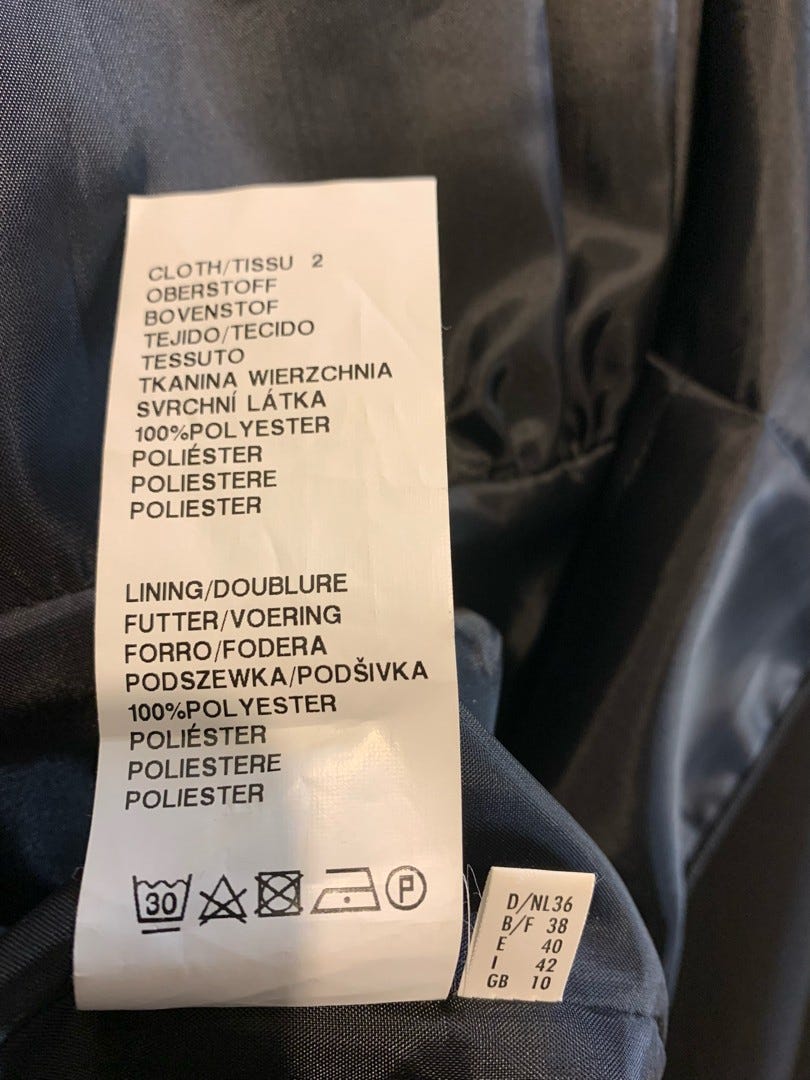 CLOTH/TISSU 2
OBERSTOFF
BOVENSTOF
TEJIDO/TECIDO
TESSUTO
TKANINA WIERZCHNIA
SVRCHNÍ LÁTKA
100%POLYESTER
POLIÉSTER
POLIESTERE
POLIESTER
LINING/DOUBLURE
FUTTER/VOERING
FORRO/FODERA
PODSZEWKA/PODŠIVKA
100%POLYESTER
POLIÉSTER
POLIESTERE
POLIESTER
30 P
D/NL36
B/F 38
E 40
I 42
GB 10